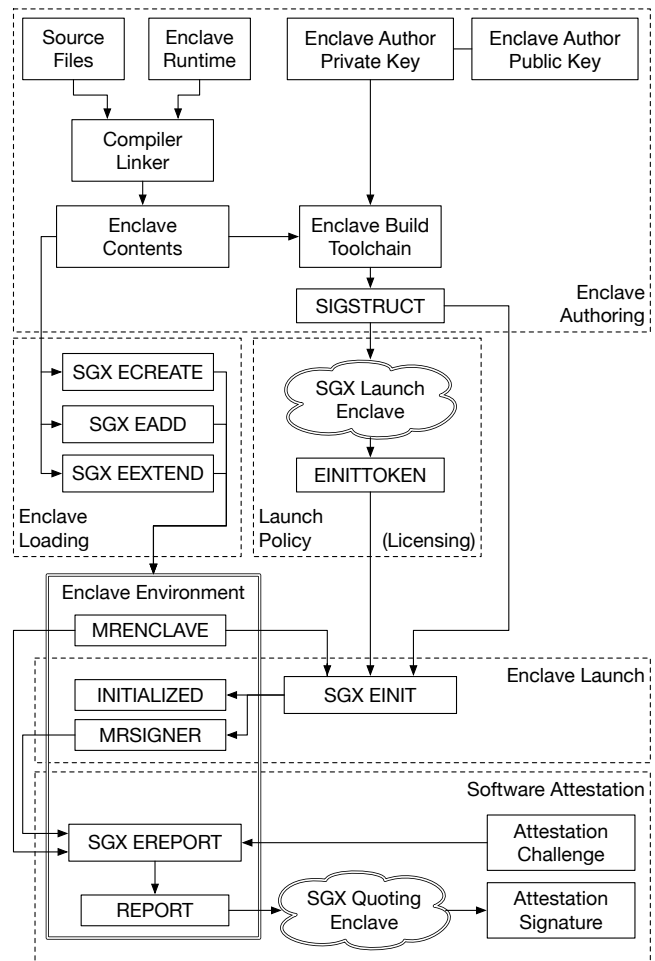 Source
Files
Enclave
Runtime
Enclave Author
Private Key
Enclave Author
Public Key
Compiler
Linker
Enclave
Contents
Enclave Build
Toolchain
SIGSTRUCT
Enclave
Authoring
SGX ECREATE
SGX EADD
SGX EEXTEND
Enclave
Loading
SGX Launch
Enclave
EINITTOKEN
Launch
Policy
(Licensing)
Enclave Environment
MRENCLAVE
Enclave Launch
INITIALIZED
SGX EINIT
MRSIGNER
Software Attestation
SGX EREPORT
Attestation
Challenge
REPORT
SGX Quoting
Enclave
Attestation
Signature